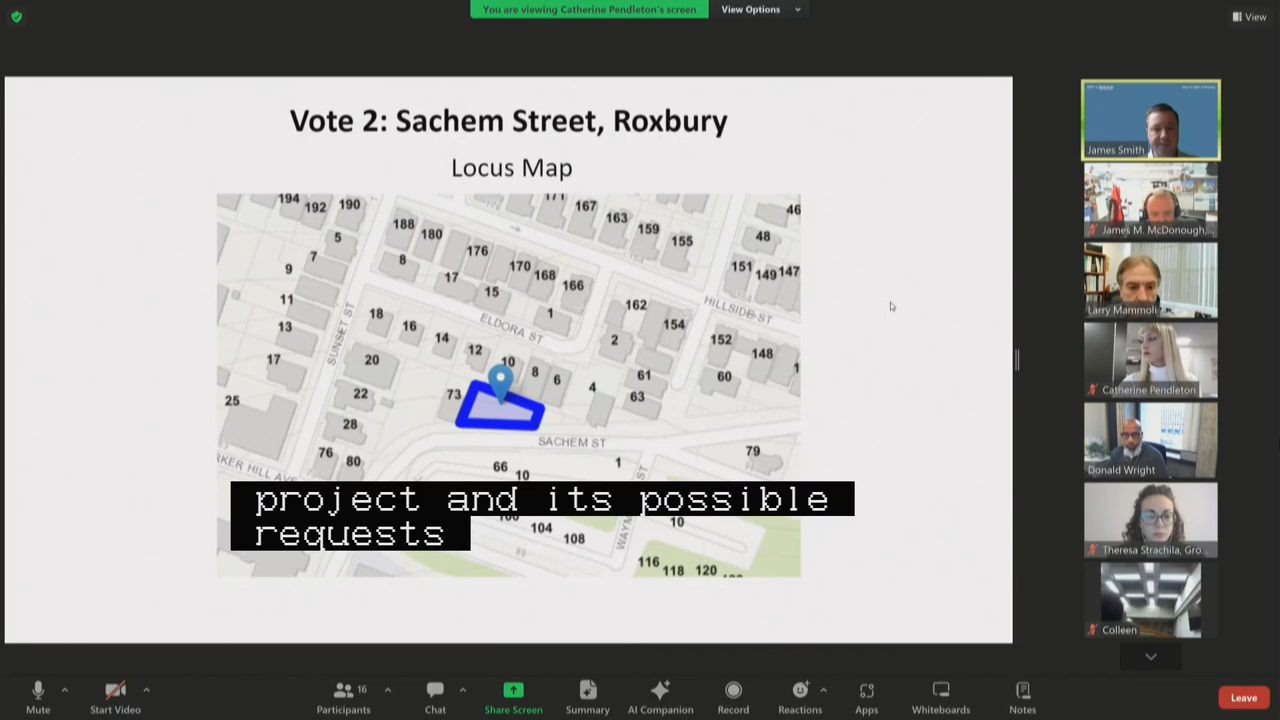 You are viewing Catherine Pendleton's screen
View Options
View
Vote 2: Sachem Street, Roxbury
Locus Map
194
192
190
188
180
5
7
9
8
11
13
17
176
17
15
170
168
166
1
171
167
163
159
155
46
48
151
149
147
HILLSIDE ST
162
154
152
148
1
2
SUNSET ST
18
16
14
12
10
8
6
4
ELDORA ST
61
63
60
20
22
28
25
73
76
80
SACHEM ST
66
10
1
79
104
108
10
116
118
120
project and its possible
requests
James Smith
James M. McDonough,...
Larry Mammoli
Catherine Pendleton
Donald Wright
Theresa Strachila, Gro...
Colleen
Mute
Start Video
16
Participants
Chat
Share Screen
Summary
AI Companion
Record
Reactions
Apps
Whiteboards
Notes
Leave